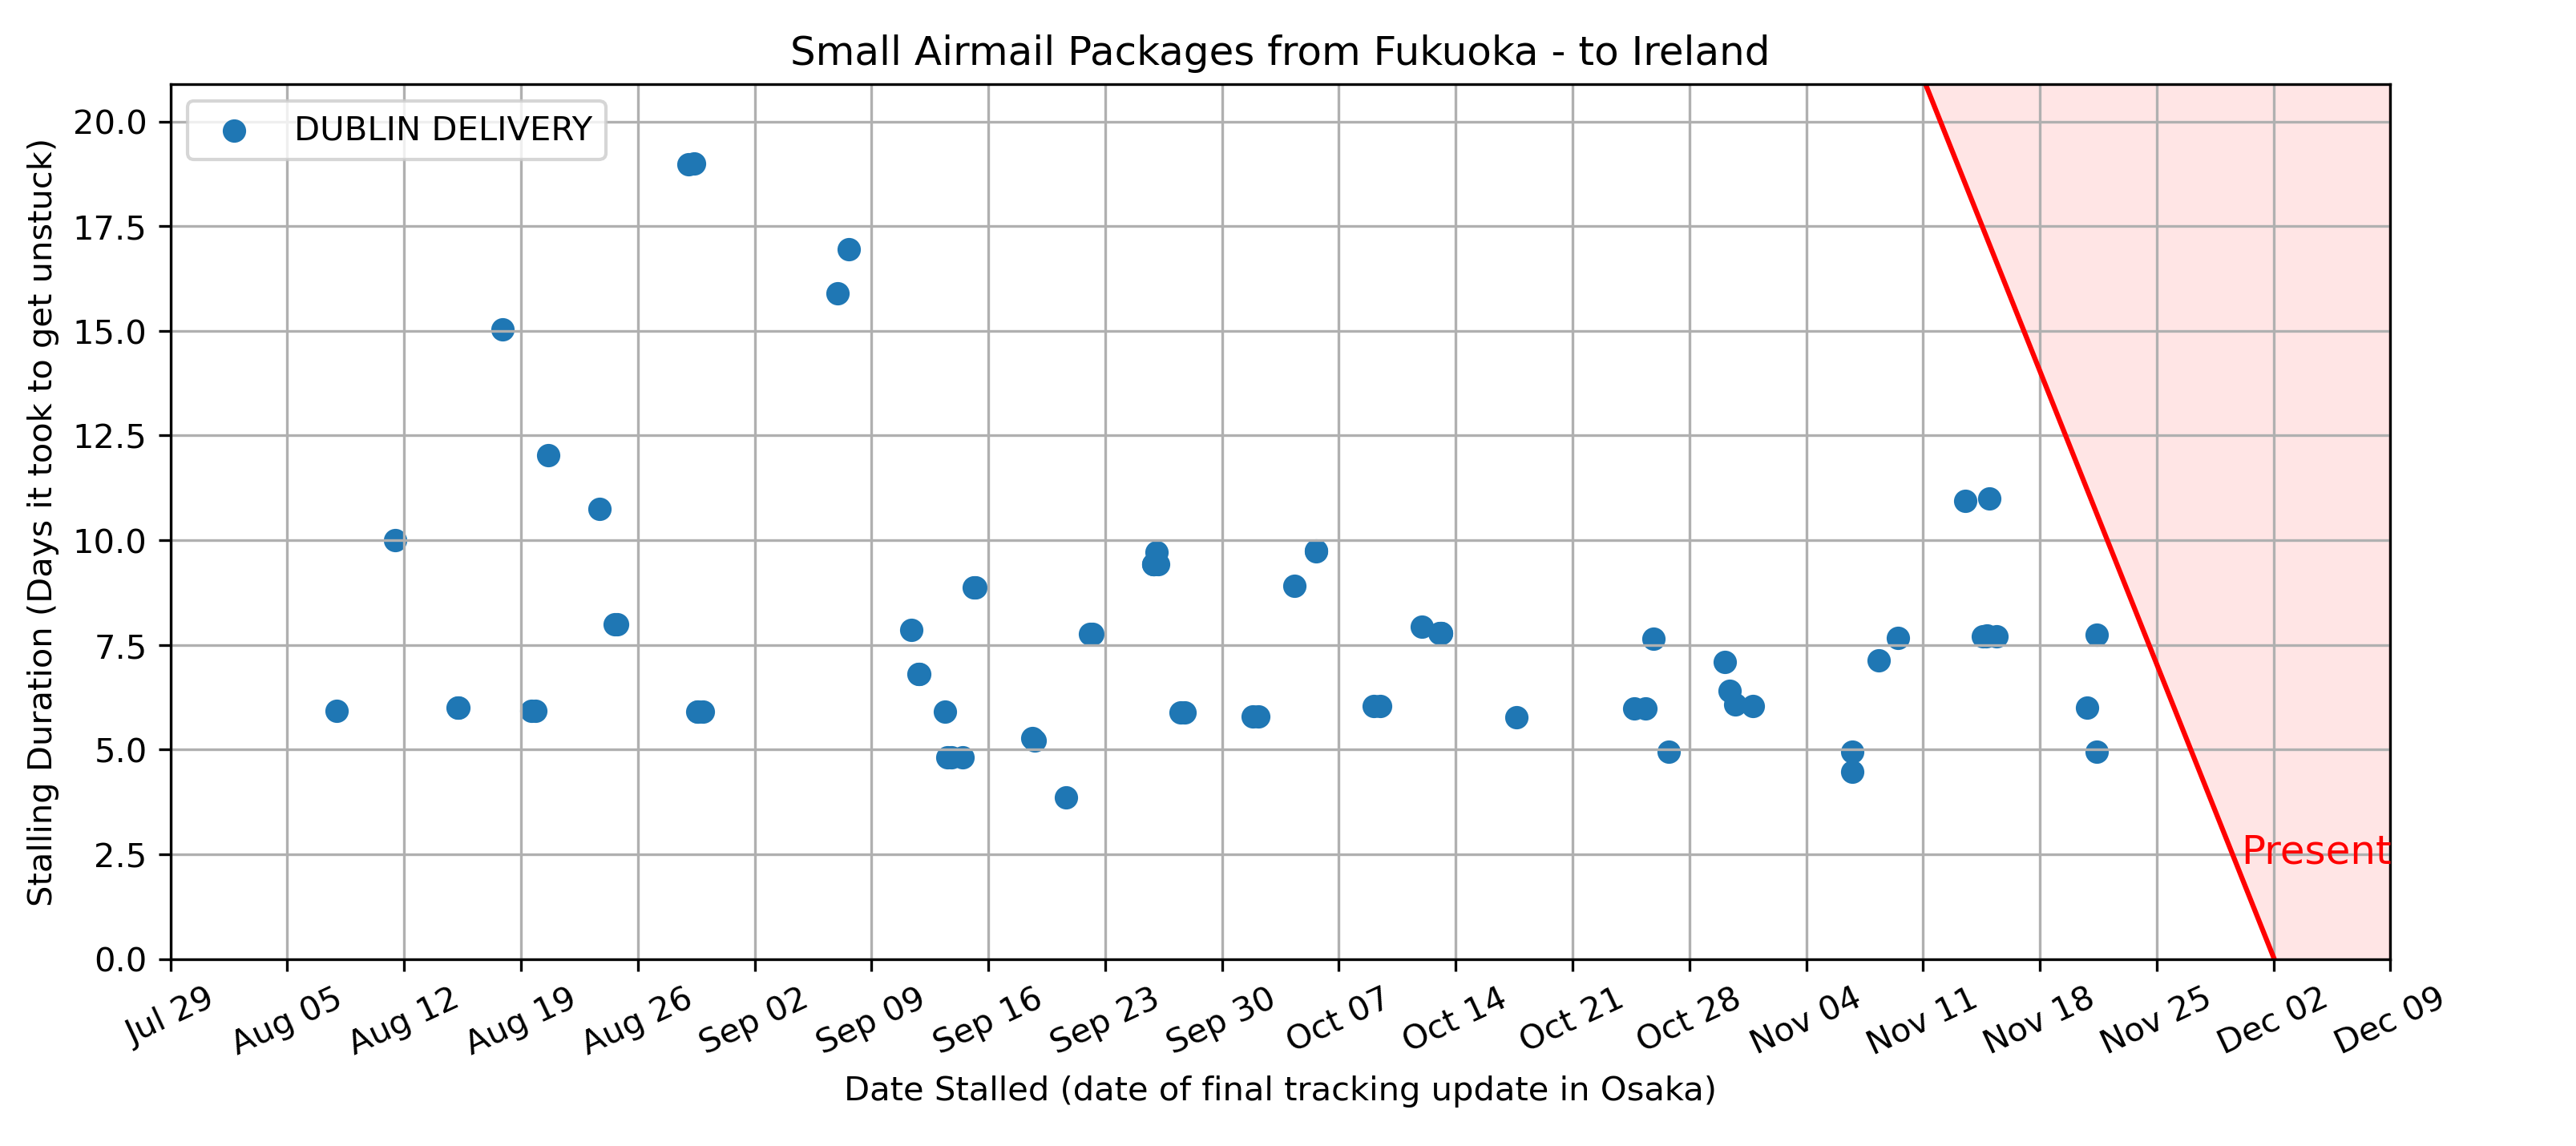 Small Airmail Packages from Fukuoka - to Ireland
DUBLIN DELIVERY
Stalling Duration (Days it took to get unstuck)
20.0
17.5
15.0
12.5
10.0
7.5
5.0
2.5
0.0
Present
Jul 29
Aug 05
Aug 12
Aug 19
Aug 26
Sep 02
Sep 09
Sep 16
Sep 23
Sep 30
Oct 07
Oct 14
Oct 21
Oct 28
Nov 04
Nov 11
Nov 18
Nov 25
Dec 02
Dec 09
Date Stalled (date of final tracking update in Osaka)